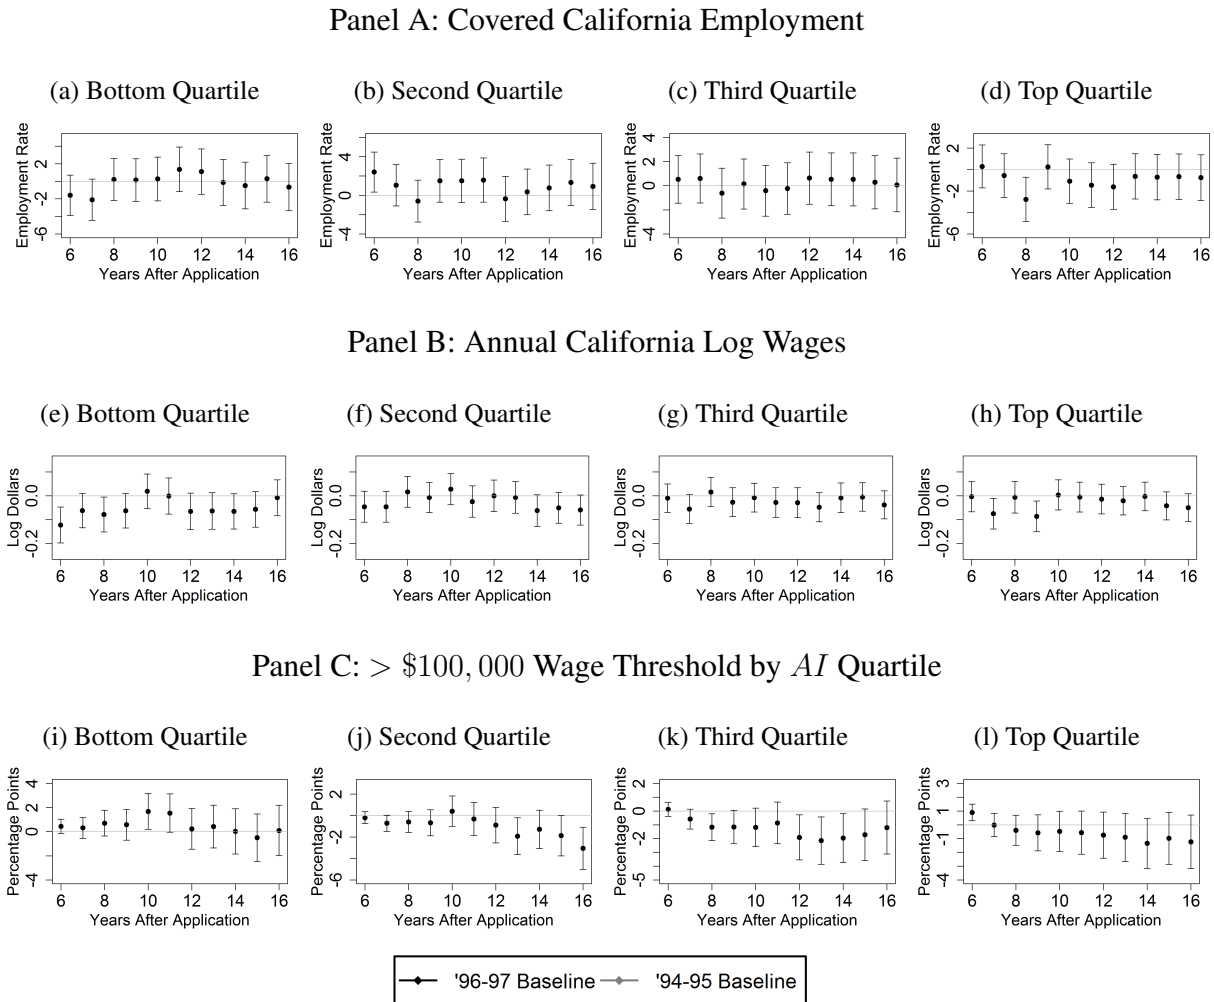 Panel A: Covered California Employment
(a) Bottom Quartile (b) Second Quartile (c) Third Quartile (d) Top Quartile
Employment Rate Employment Rate Employment Rate Employment Rate
2 -2 -6 4 0 -4 4 2 0 -4 2 -2 -6
6 8 10 12 14 16 6 8 10 12 14 16 6 8 10 12 14 16 6 8 10 12 14 16
Years After Application Years After Application Years After Application Years After Application
Panel B: Annual California Log Wages
(e) Bottom Quartile (f) Second Quartile (g) Third Quartile (h) Top Quartile
Log Dollars Log Dollars Log Dollars Log Dollars
0.0 -0.2 0.0 -0.2 0.0 -0.2 0.0 -0.2
6 8 10 12 14 16 6 8 10 12 14 16 6 8 10 12 14 16 6 8 10 12 14 16
Years After Application Years After Application Years After Application Years After Application
Panel C: > $100,000 Wage Threshold by AI Quartile
(i) Bottom Quartile (j) Second Quartile (k) Third Quartile (l) Top Quartile
Percentage Points Percentage Points Percentage Points Percentage Points
4 2 0 -4 2 -2 -6 2 0 -2 -5 3 1 -1 -4
6 8 10 12 14 16 6 8 10 12 14 16 6 8 10 12 14 16 6 8 10 12 14 16
Years After Application Years After Application Years After Application Years After Application
'96-97 Baseline '94-95 Baseline